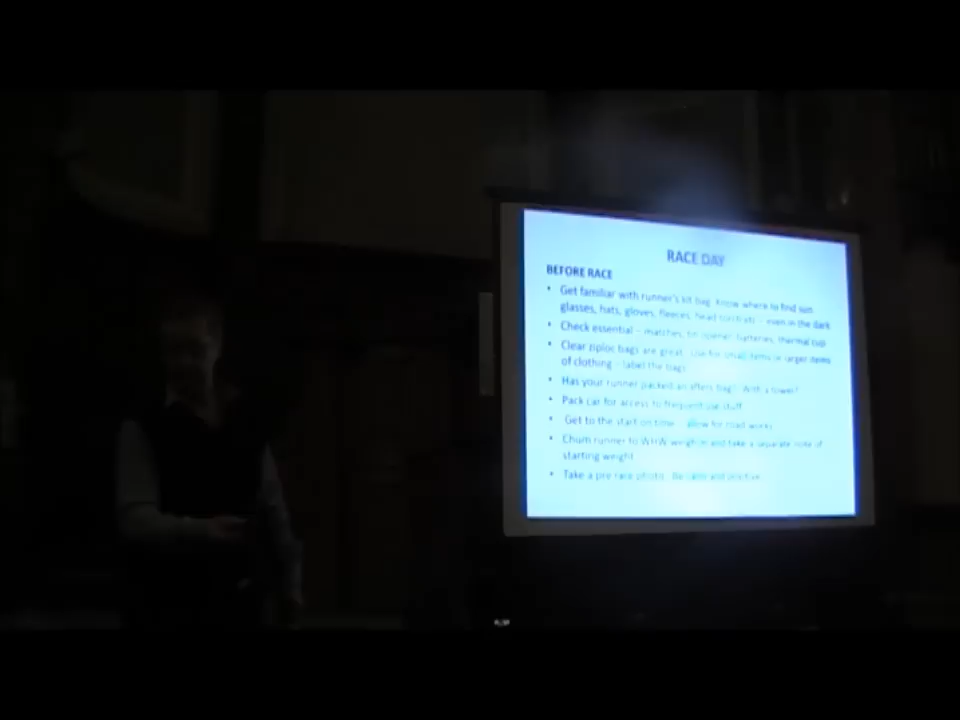 RACE DAY
BEFORE RACE
• Get familiar with runner's kit bag. Know where to find sun
glasses, hats, gloves, fleeces, head torch etc – even in the dark
• Check essential – matches, tin opener, batteries, thermal cup
• Clear ziploc bags are great. Use for small items or larger items
of clothing – label the bags
• Has your runner packed an afters bag? With a towel?
• Pack car for access to frequent use stuff
• Get to the start on time – allow for road works
• Chum runner to WHW weigh in and take a separate note of
starting weight
• Take a pre race photo. Be calm and positive